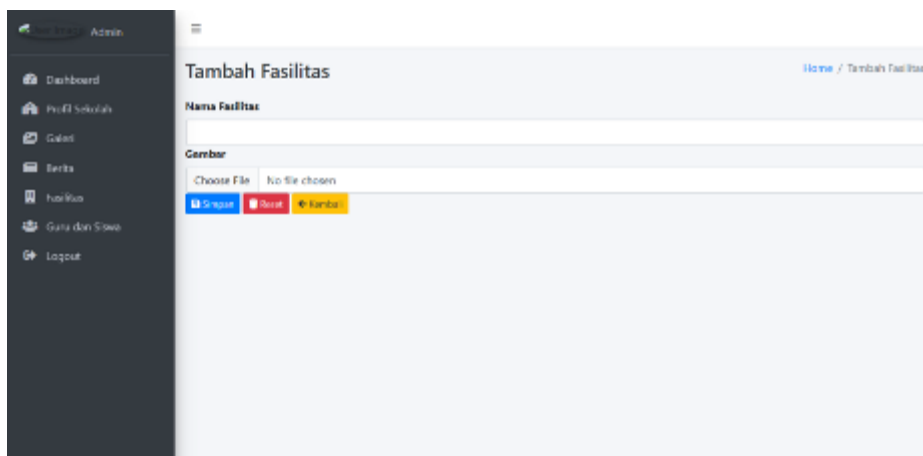 Admin
Dashboard
Profil Sekolah
Galeri
Berita
Fasilitas
Guru dan Siswa
Logout
Tambah Fasilitas
Home / Tambah Fasilitas
Nama Fasilitas
Gambar
Choose File No file chosen
Simpan Reset Kembali